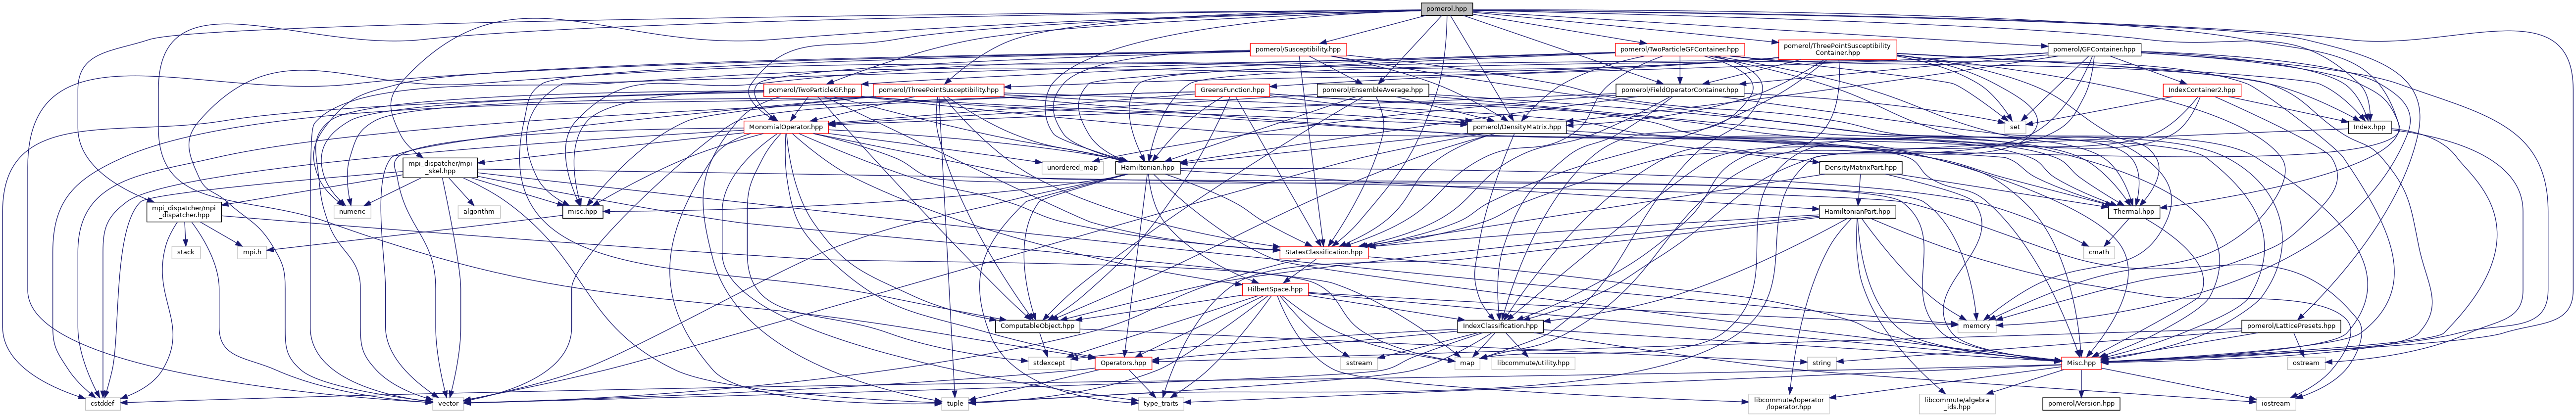 pomerol.hpp
pomerol/Susceptibility.hpp
pomerol/TwoParticleGFContainer.hpp
pomerol/ThreePointSusceptibility
Container.hpp
pomerol/GFContainer.hpp
pomerol/TwoParticleGF.hpp
pomerol/ThreePointSusceptibility.hpp
GreensFunction.hpp
pomerol/EnsembleAverage.hpp
pomerol/FieldOperatorContainer.hpp
IndexContainer2.hpp
MonomialOperator.hpp
pomerol/DensityMatrix.hpp
set
Index.hpp
mpi_dispatcher/mpi
_skel.hpp
unordered_map
Hamiltonian.hpp
DensityMatrixPart.hpp
mpi_dispatcher/mpi
_dispatcher.hpp
numeric
algorithm
misc.hpp
HamiltonianPart.hpp
Thermal.hpp
stack
mpi.h
StatesClassification.hpp
cmath
HilbertSpace.hpp
ComputableObject.hpp
IndexClassification.hpp
memory
pomerol/LatticePresets.hpp
stdexcept
Operators.hpp
sstream
map
libcommute/utility.hpp
string
Misc.hpp
ostream
cstddef
vector
tuple
type_traits
libcommute/loperator
/loperator.hpp
libcommute/algebra
_ids.hpp
pomerol/Version.hpp
iostream